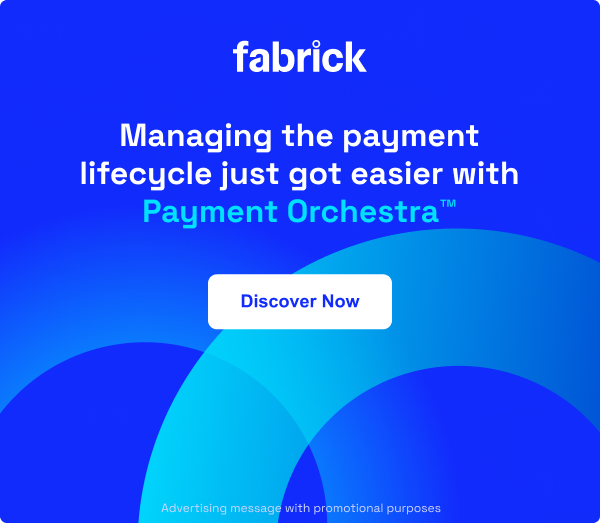 fabrick
Managing the payment
lifecycle just got easier with
Payment Orchestra™
Discover Now
Advertising message with promotional purposes